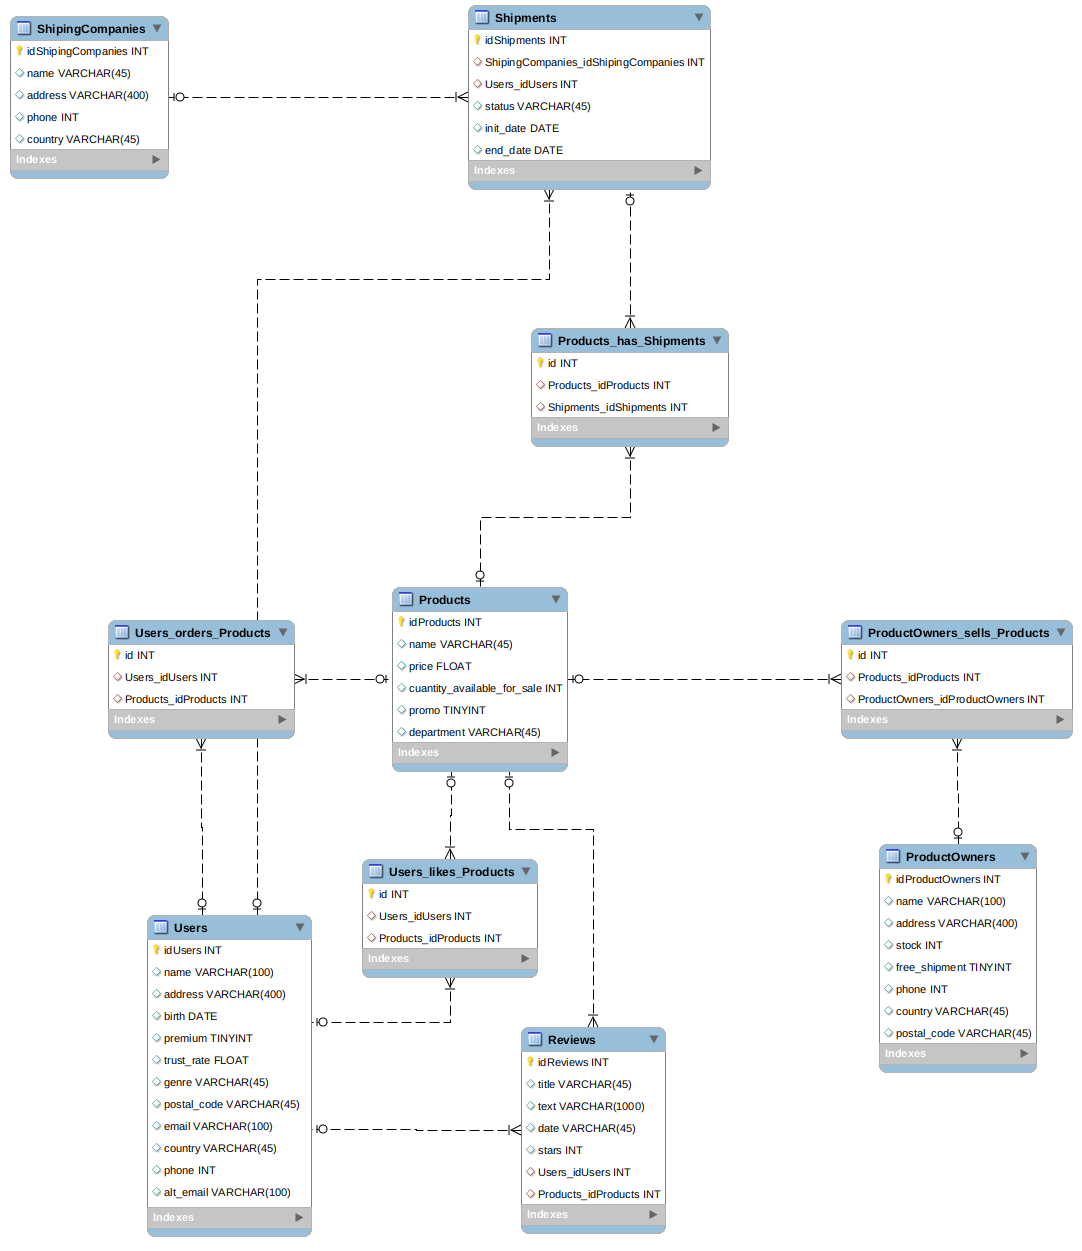 ShipingCompanies
idShipingCompanies INT
name VARCHAR(45)
address VARCHAR(400)
phone INT
country VARCHAR(45)
Indexes
Shipments
idShipments INT
ShipingCompanies_idShipingCompanies INT
Users_idUsers INT
status VARCHAR(45)
init_date DATE
end_date DATE
Indexes
Products_has_Shipments
id INT
Products_idProducts INT
Shipments_idShipments INT
Indexes
Users_orders_Products
id INT
Users_idUsers INT
Products_idProducts INT
Indexes
Products
idProducts INT
name VARCHAR(45)
price FLOAT
cuantity_available_for_sale INT
promo TINYINT
department VARCHAR(45)
Indexes
ProductOwners_sells_Products
id INT
Products_idProducts INT
ProductOwners_idProductOwners INT
Indexes
Users_likes_Products
id INT
Users_idUsers INT
Products_idProducts INT
Indexes
ProductOwners
idProductOwners INT
name VARCHAR(100)
address VARCHAR(400)
stock INT
free_shipment TINYINT
phone INT
country VARCHAR(45)
postal_code VARCHAR(45)
Indexes
Users
idUsers INT
name VARCHAR(100)
address VARCHAR(400)
birth DATE
premium TINYINT
trust_rate FLOAT
genre VARCHAR(45)
postal_code VARCHAR(45)
email VARCHAR(100)
country VARCHAR(45)
phone INT
alt_email VARCHAR(100)
Indexes
Reviews
idReviews INT
title VARCHAR(45)
text VARCHAR(1000)
date VARCHAR(45)
stars INT
Users_idUsers INT
Products_idProducts INT
Indexes